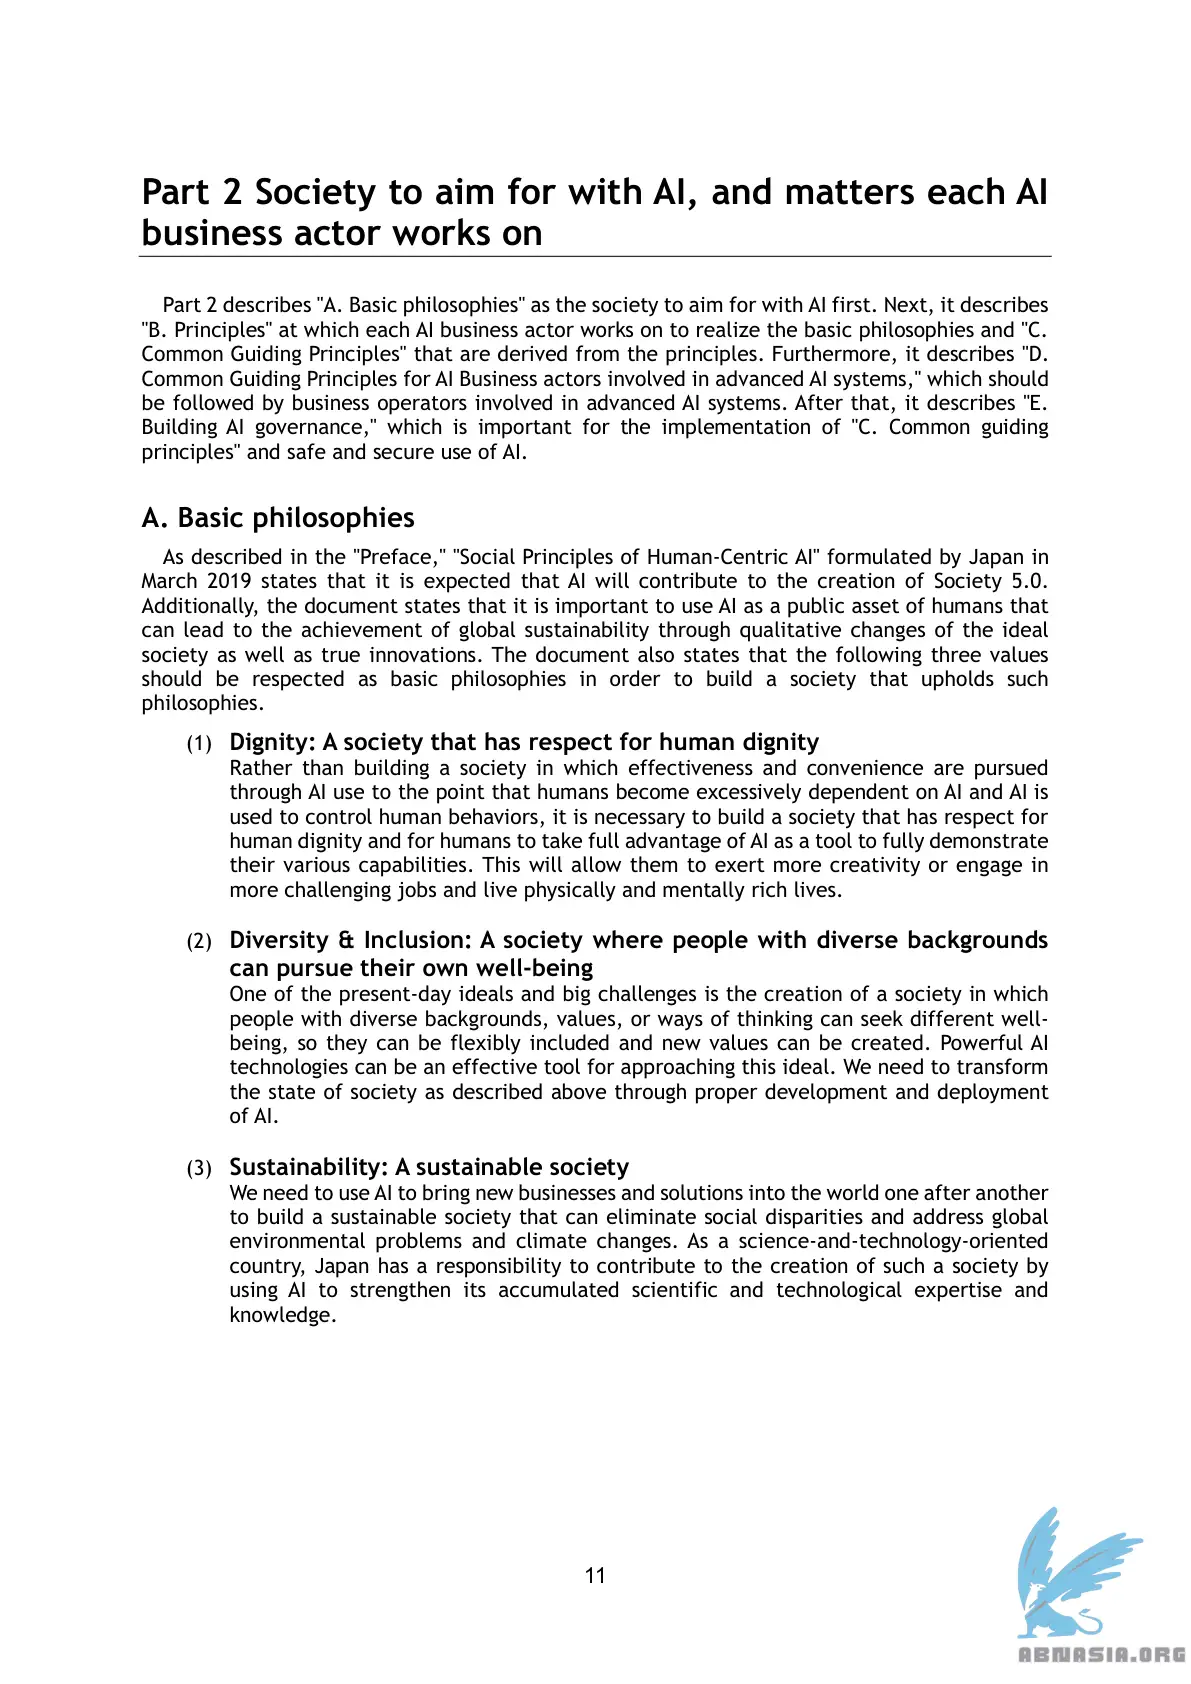 Part 2 Society to aim for with AI, and matters each AI
business actor works on
Part 2 describes "A. Basic philosophies" as the society to aim for with AI first. Next, it describes
"B. Principles" at which each AI business actor works on to realize the basic philosophies and "C.
Common Guiding Principles" that are derived from the principles. Furthermore, it describes "D.
Common Guiding Principles for AI Business actors involved in advanced AI systems," which should
be followed by business operators involved in advanced AI systems. After that, it describes "E.
Building AI governance," which is important for the implementation of "C. Common guiding
principles" and safe and secure use of AI.
A. Basic philosophies
As described in the "Preface," "Social Principles of Human-Centric AI" formulated by Japan in
March 2019 states that it is expected that AI will contribute to the creation of Society 5.0.
Additionally, the document states that it is important to use AI as a public asset of humans that
can lead to the achievement of global sustainability through qualitative changes of the ideal
society as well as true innovations. The document also states that the following three values
should be respected as basic philosophies in order to build a society that upholds such
philosophies.
(1) Dignity: A society that has respect for human dignity
Rather than building a society in which effectiveness and convenience are pursued
through AI use to the point that humans become excessively dependent on AI and AI is
used to control human behaviors, it is necessary to build a society that has respect for
human dignity and for humans to take full advantage of AI as a tool to fully demonstrate
their various capabilities. This will allow them to exert more creativity or engage in
more challenging jobs and live physically and mentally rich lives.
(2) Diversity & Inclusion: A society where people with diverse backgrounds
can pursue their own well-being
One of the present-day ideals and big challenges is the creation of a society in which
people with diverse backgrounds, values, or ways of thinking can seek different well-
being, so they can be flexibly included and new values can be created. Powerful AI
technologies can be an effective tool for approaching this ideal. We need to transform
the state of society as described above through proper development and deployment
of AI.
(3) Sustainability: A sustainable society
We need to use AI to bring new businesses and solutions into the world one after another
to build a sustainable society that can eliminate social disparities and address global
environmental problems and climate changes. As a science-and-technology-oriented
country, Japan has a responsibility to contribute to the creation of such a society by
using AI to strengthen its accumulated scientific and technological expertise and
knowledge.
11
ABNASIA.ORG